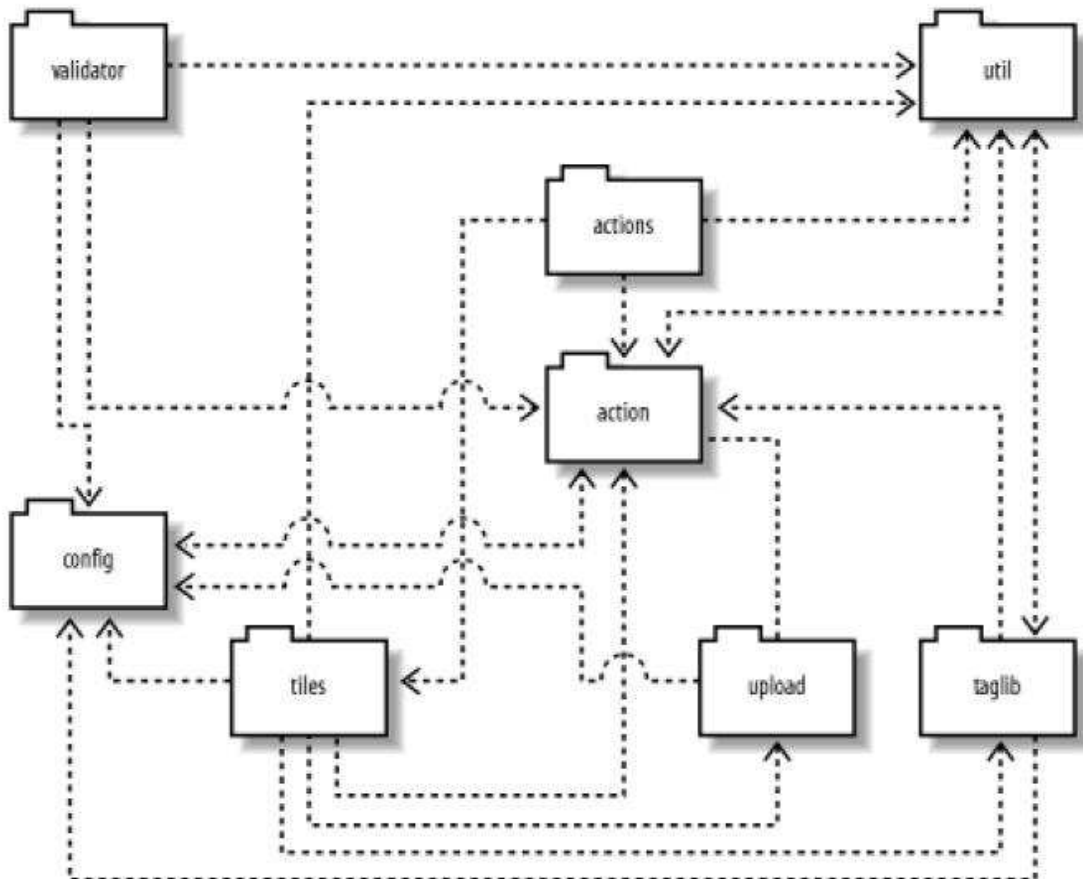 validator
util
actions
action
config
tiles
upload
taglib